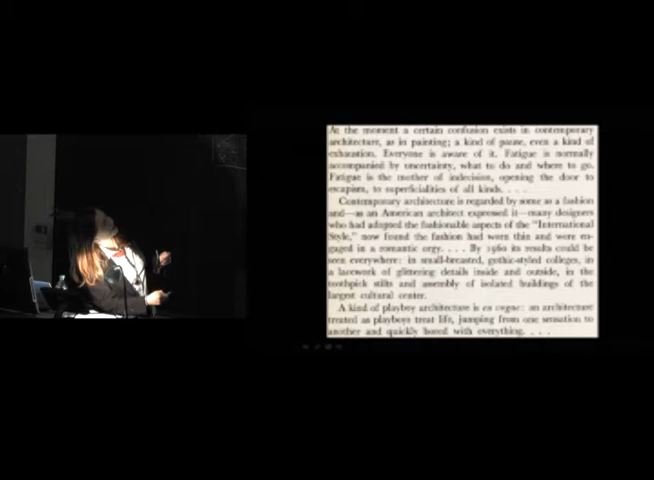 At the moment a certain confusion exists in contemporary
architecture, as in painting; a kind of pause, even a kind of
exhaustion. Everyone is aware of it. Fatigue is normally
accompanied by uncertainty, what to do and where to go.
Fatigue is the mother of indecision, opening the door to
escapism, to superficialities of all kinds. . . .
Contemporary architecture is regarded by some as a fashion
and—as an American architect expressed it—many designers
who had adopted the fashionable aspects of the "International
Style," now found the fashion had worn thin and were en-
gaged in a romantic orgy. . . . By 1960 its results could be
seen everywhere: in small-breasted, gothic-styled colleges, in
a lacework of glittering details inside and outside, in the
toothpick stilts and assembly of isolated buildings of the
largest cultural center.
A kind of playboy architecture is en vogue: an architecture
treated as playboys treat life, jumping from one sensation to
another and quickly bored with everything. . . .